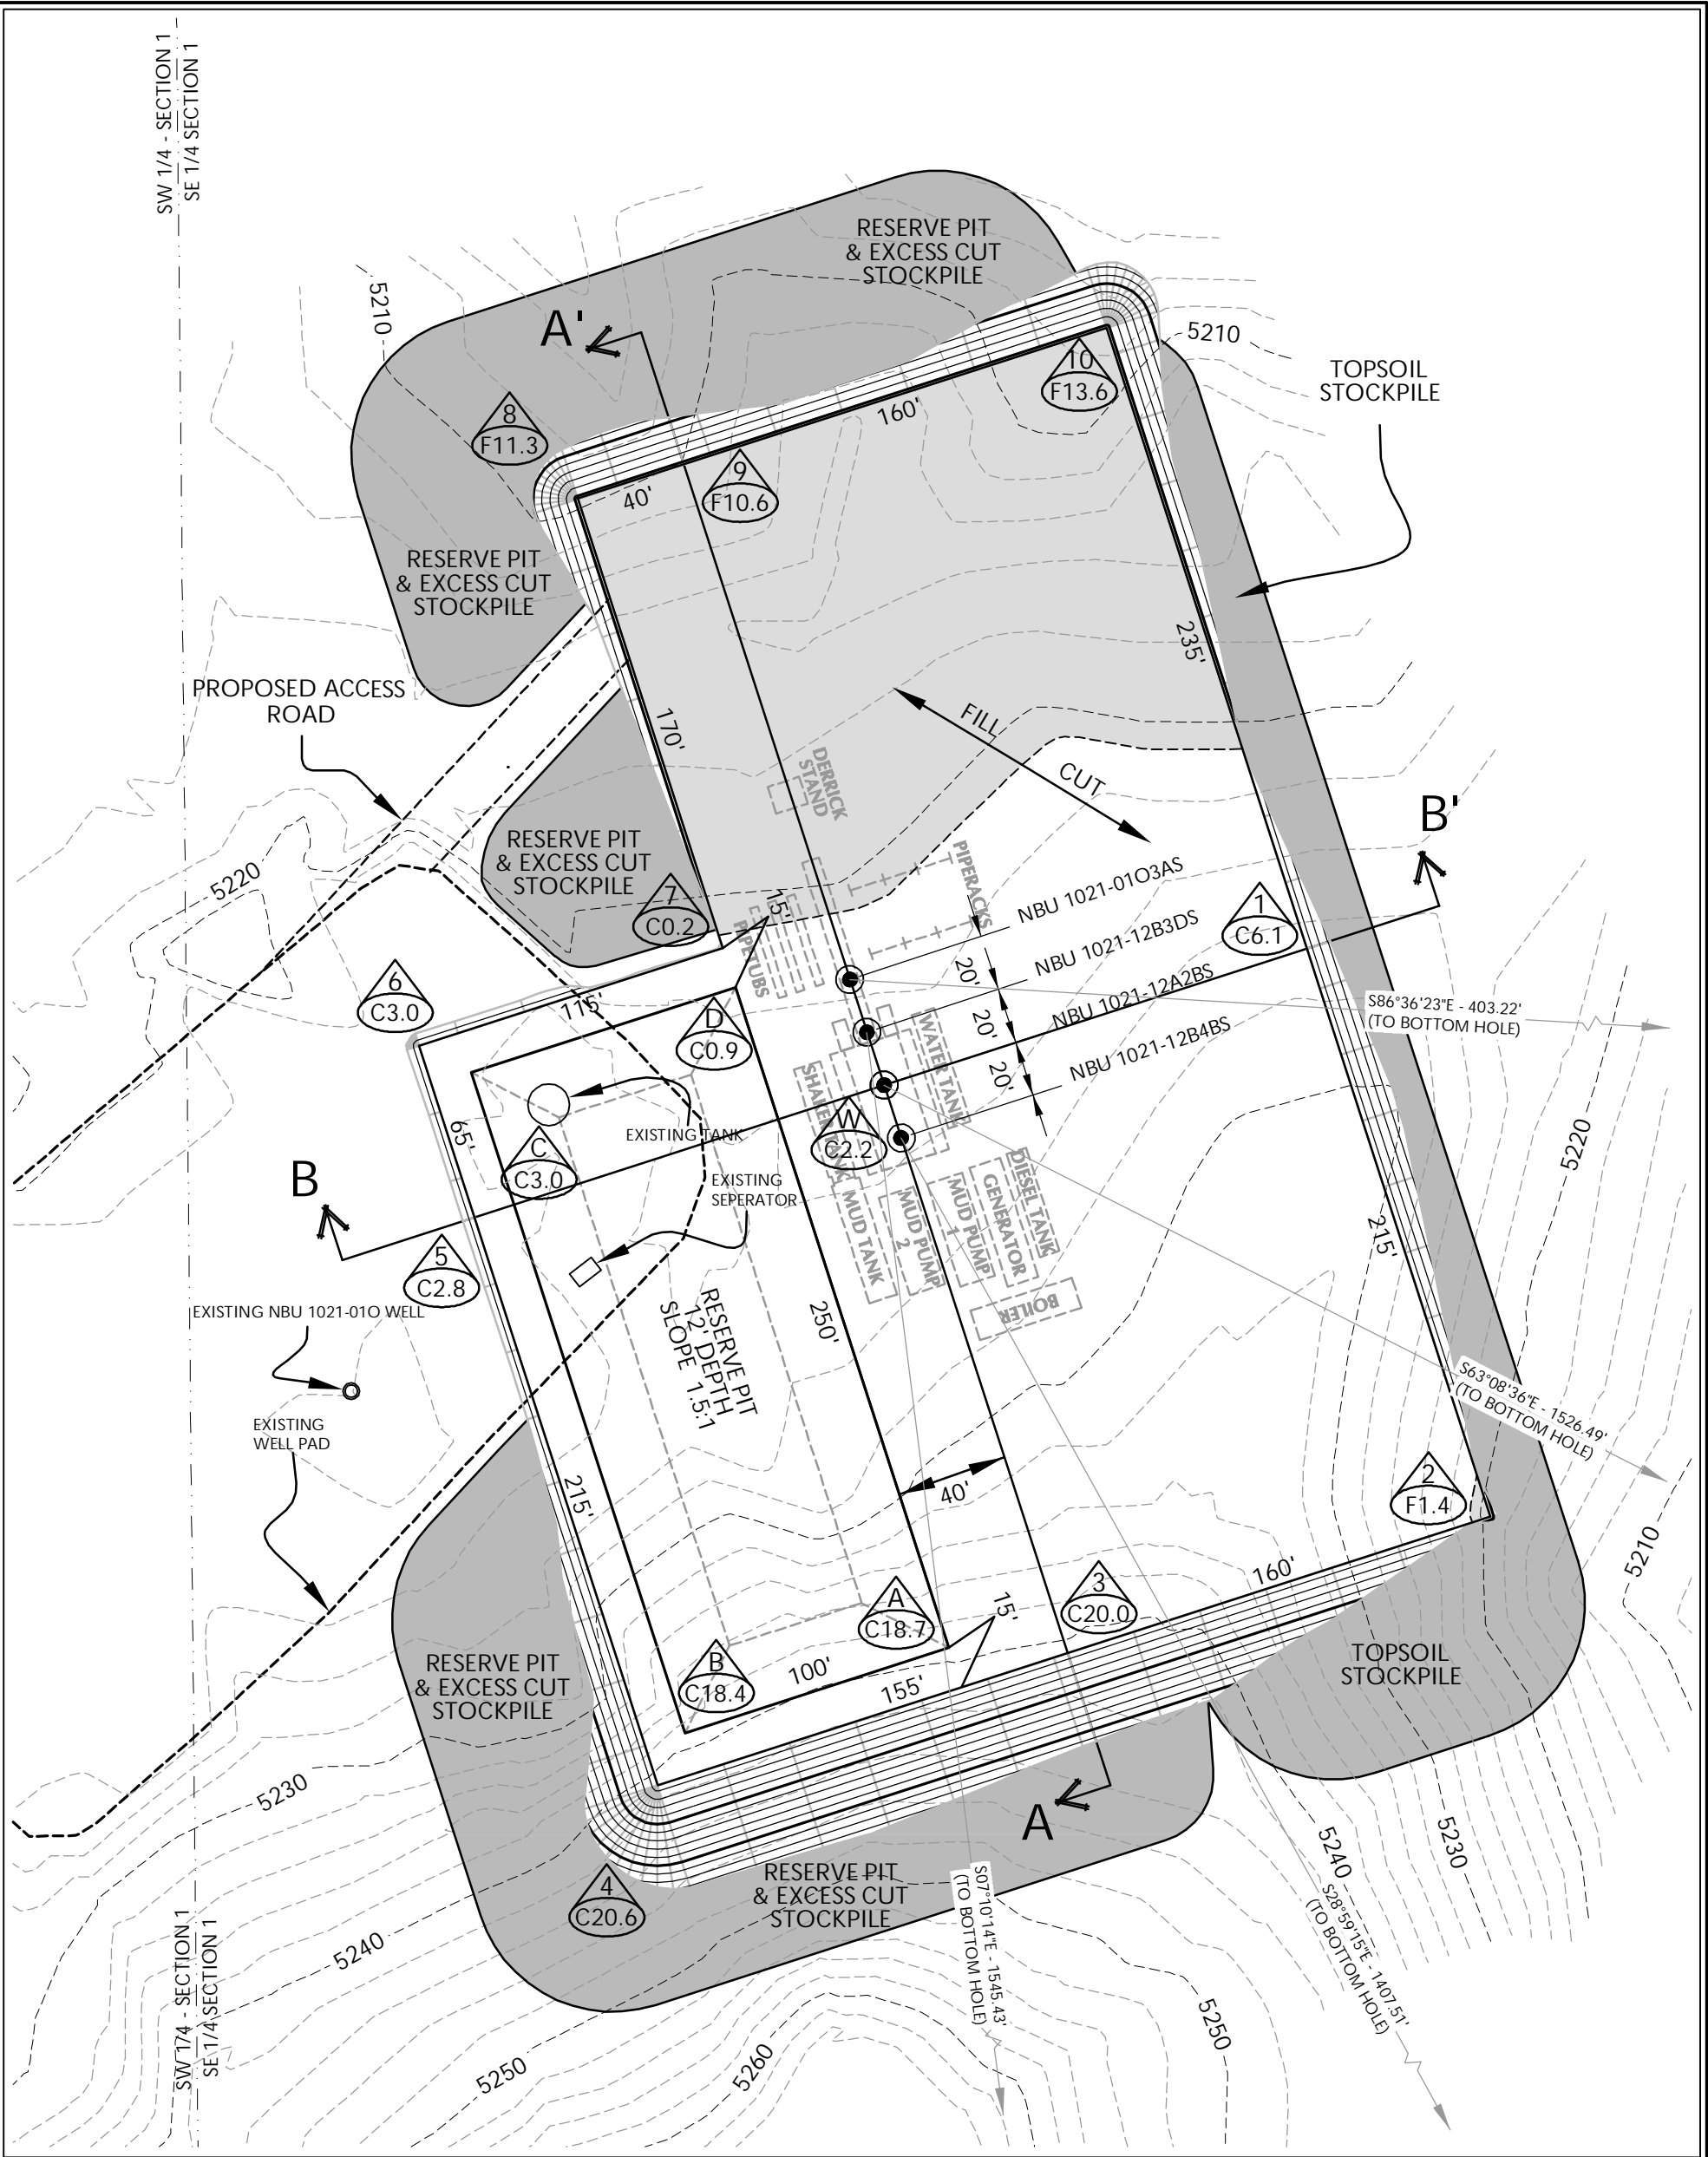 SW 1/4 - SECTION 1
SE 1/4 SECTION 1
RESERVE PIT
& EXCESS CUT
STOCKPILE
5210
A'
5210
10
F13.6
TOPSOIL
STOCKPILE
8
F11.3
160'
9
F10.6
40'
RESERVE PIT
& EXCESS CUT
STOCKPILE
235'
PROPOSED ACCESS
ROAD
170'
FILL
CUT
DERRICK
STAND
B'
RESERVE PIT
& EXCESS CUT
STOCKPILE
5220
7
C0.2
15'
PIPERACKS
PIPETUBS
NBU 1021-01O3AS
1
C6.1
NBU 1021-12B3DS
6
C3.0
115'
20'
NBU 1021-12A2BS
S86°36'23"E - 403.22'
(TO BOTTOM HOLE)
D
C0.9
20'
WATER TANK
NBU 1021-12B4BS
20'
SHAKER TANK
65'
EXISTING TANK
W
C2.2
C
C3.0
5220
B
EXISTING
SEPERATOR
MUD TANK
MUD PUMP
2
MUD PUMP
1
GENERATOR
DIESEL TANK
215'
5
C2.8
BOILER
EXISTING NBU 1021-01O WELL
RESERVE PIT
12' DEPTH
SLOPE 1.5:1
250'
S63°08'36"E - 1526.49'
(TO BOTTOM HOLE)
EXISTING
WELL PAD
215'
40'
2
F1.4
5210
160'
3
C20.0
15'
A
C18.7
B
C18.4
100'
155'
RESERVE PIT
& EXCESS CUT
STOCKPILE
TOPSOIL
STOCKPILE
5230
A
5240
5230
4
C20.6
RESERVE PIT
& EXCESS CUT
STOCKPILE
S07°10'14"E - 1545.43'
(TO BOTTOM HOLE)
S28°59'15"E - 1407.51'
(TO BOTTOM HOLE)
5240
SW 1/4 - SECTION 1
SE 1/4 SECTION 1
5250
5260
5250